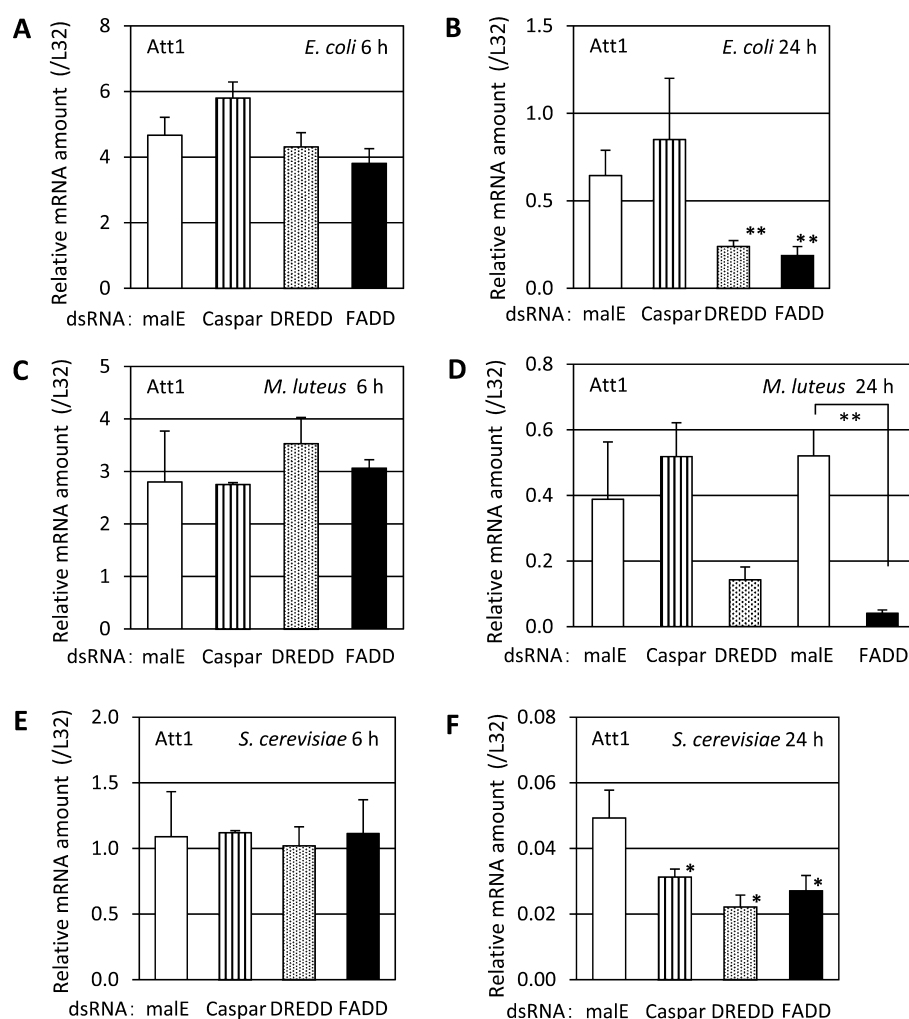 A
Relative mRNA amount (/L32)
8
6
4
2
0
Att1 E. coli 6 h
dsRNA: malE Caspar DREDD FADD
B
Relative mRNA amount (/L32)
1.5
1.0
0.5
0.0
Att1 E. coli 24 h
** **
dsRNA: malE Caspar DREDD FADD
C
Relative mRNA amount (/L32)
5
4
3
2
1
0
Att1 M. luteus 6 h
dsRNA: malE Caspar DREDD FADD
D
Relative mRNA amount (/L32)
0.8
0.6
0.4
0.2
0.0
Att1 M. luteus 24 h
**
dsRNA: malE Caspar DREDD malE FADD
E
Relative mRNA amount (/L32)
2.0
1.5
1.0
0.5
0.0
Att1 S. cerevisiae 6 h
dsRNA: malE Caspar DREDD FADD
F
Relative mRNA amount (/L32)
0.08
0.06
0.04
0.02
0.00
Att1 S. cerevisiae 24 h
* * *
dsRNA: malE Caspar DREDD FADD